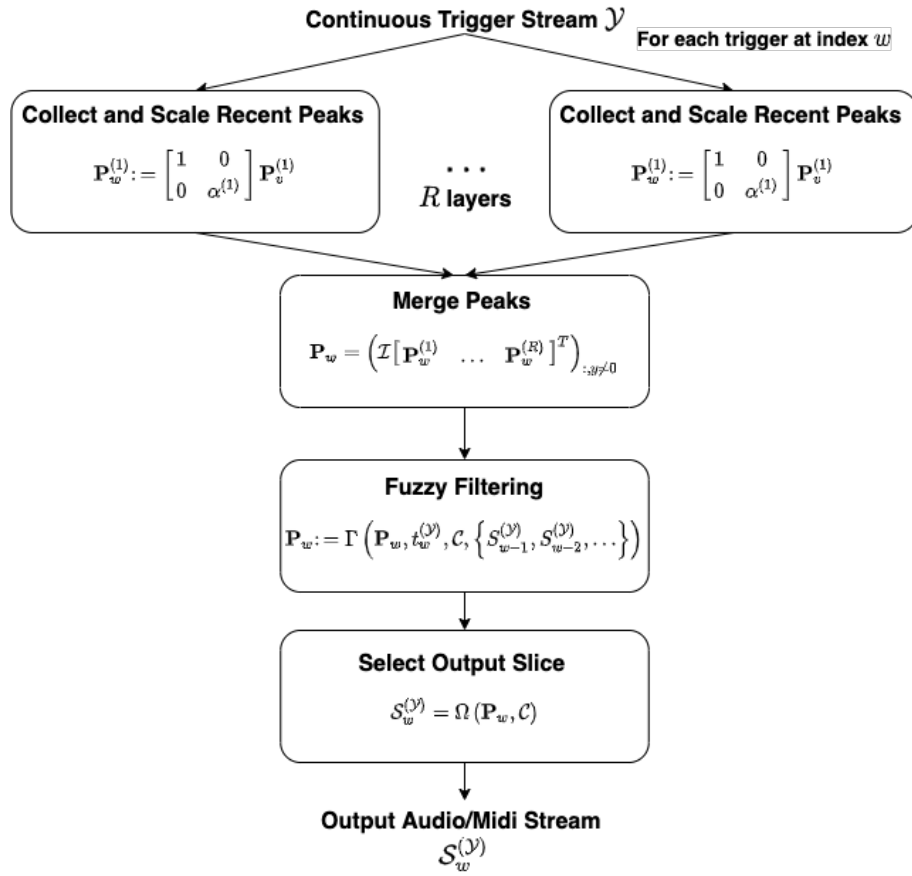 Continuous Trigger Stream 𝒴
For each trigger at index w
Collect and Scale Recent Peaks
P_w^{(1)} := [1 0; 0 α^{(1)}] P_v^{(1)}
...
R layers
Collect and Scale Recent Peaks
P_w^{(1)} := [1 0; 0 α^{(1)}] P_v^{(1)}
Merge Peaks
P_w = (ℐ[P_w^{(1)} ... P_w^{(R)}]^T)_{:,y≠0}
Fuzzy Filtering
P_w := Γ(P_w, t_w^{(𝒴)}, 𝒞, {S_{w-1}^{(𝒴)}, S_{w-2}^{(𝒴)}, ...})
Select Output Slice
𝒮_w^{(𝒴)} = Ω(P_w, 𝒞)
Output Audio/Midi Stream
𝒮_w^{(𝒴)}